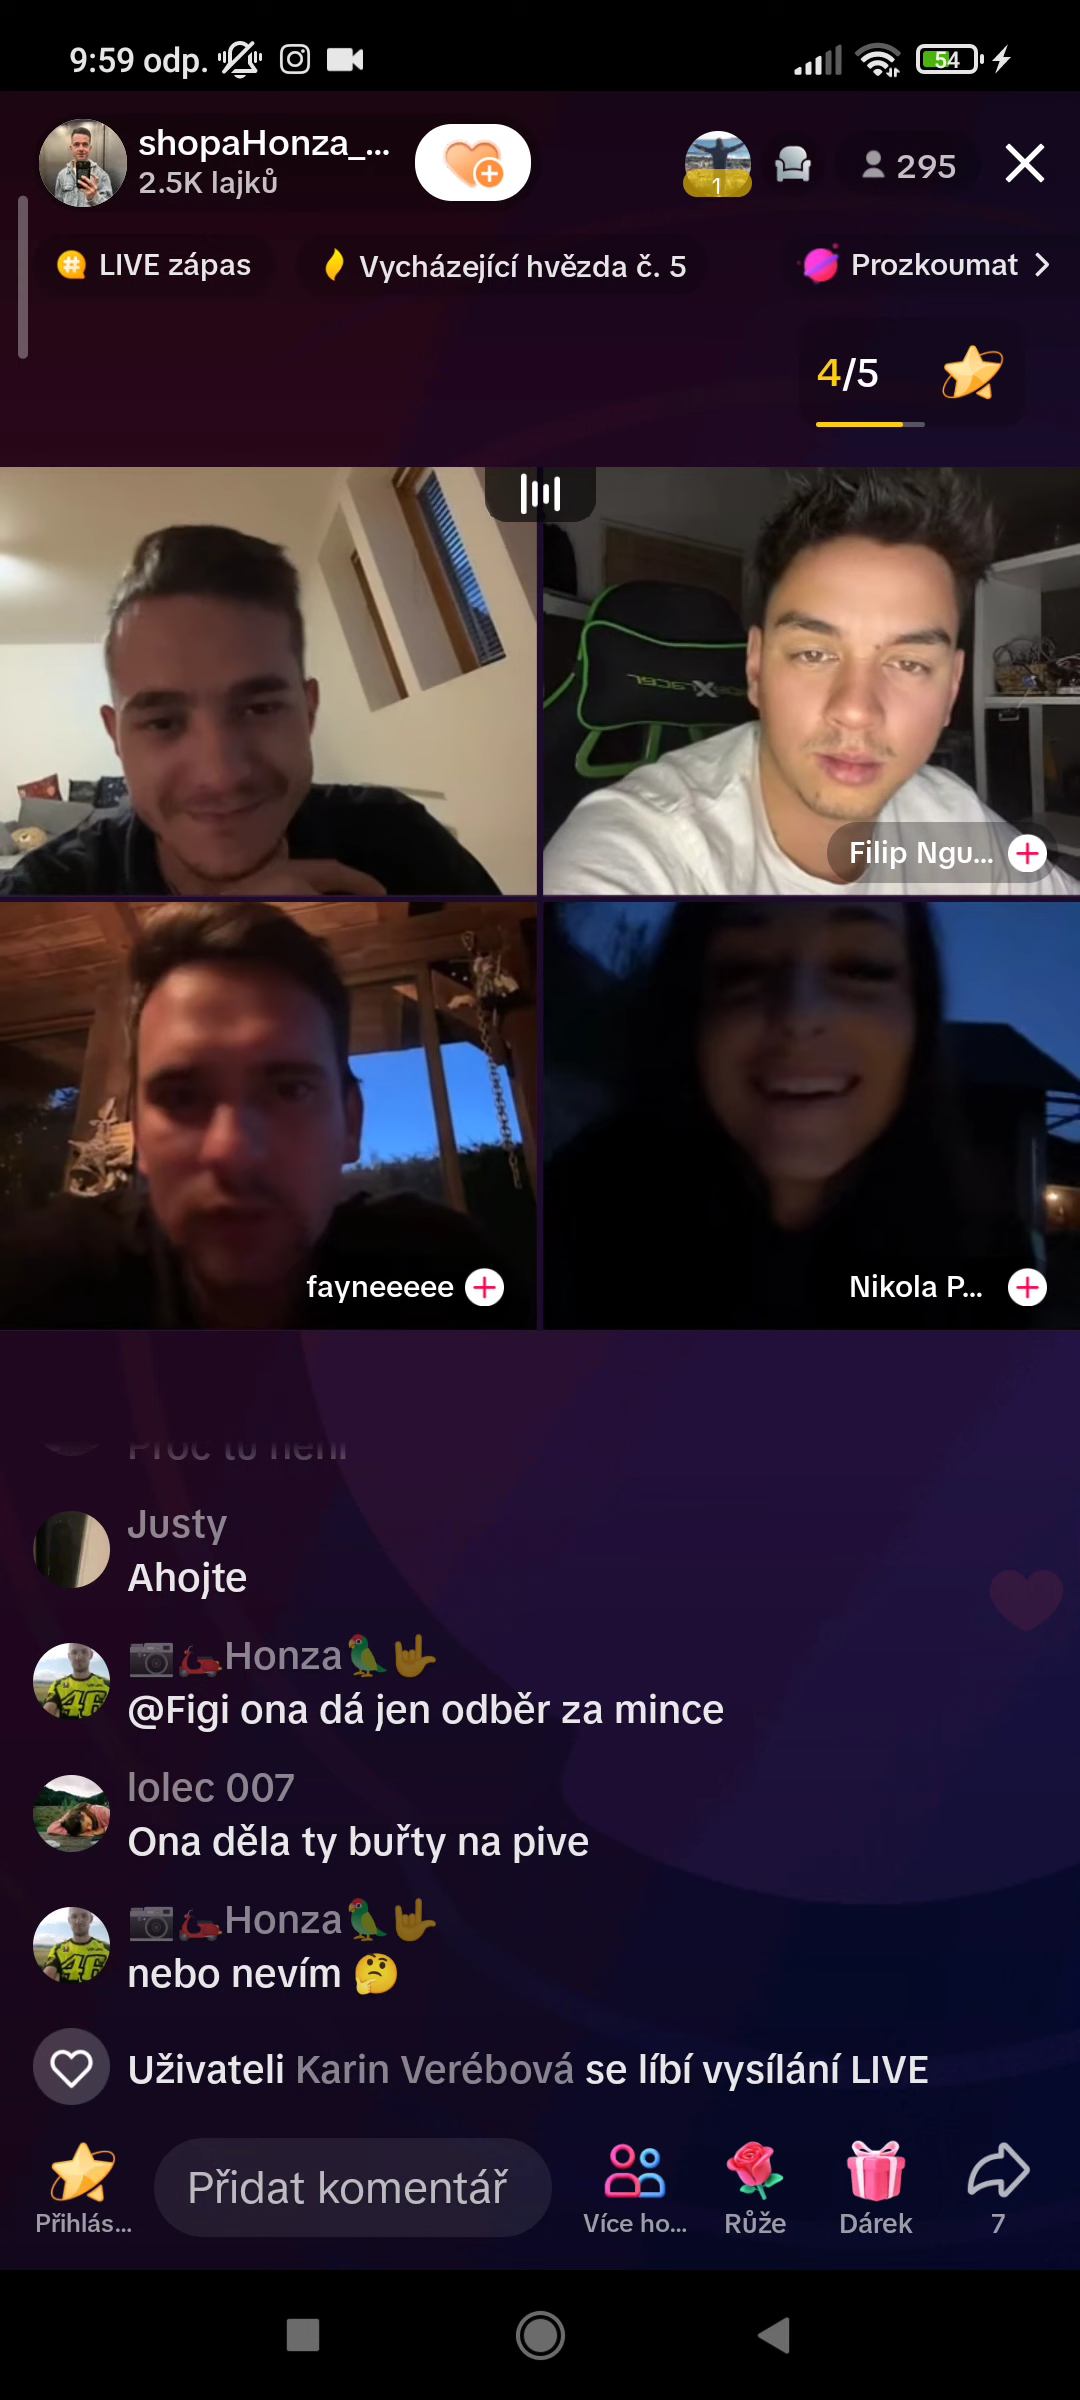 9:59 odp.
54
shopaHonza_...
2.5K lajků
1
295
LIVE zápas
Vycházející hvězda č. 5
Prozkoumat
4/5
Filip Ngu...
fayneeeee
Nikola P...
Proč tu není
Justy
Ahojte
Honza
@Figi ona dá jen odběr za mince
lolec 007
Ona děla ty buřty na pive
Honza
nebo nevím 🤔
Uživateli Karin Verébová se líbí vysílání LIVE
Přihlás...
Přidat komentář
Více ho...
Růže
Dárek
7